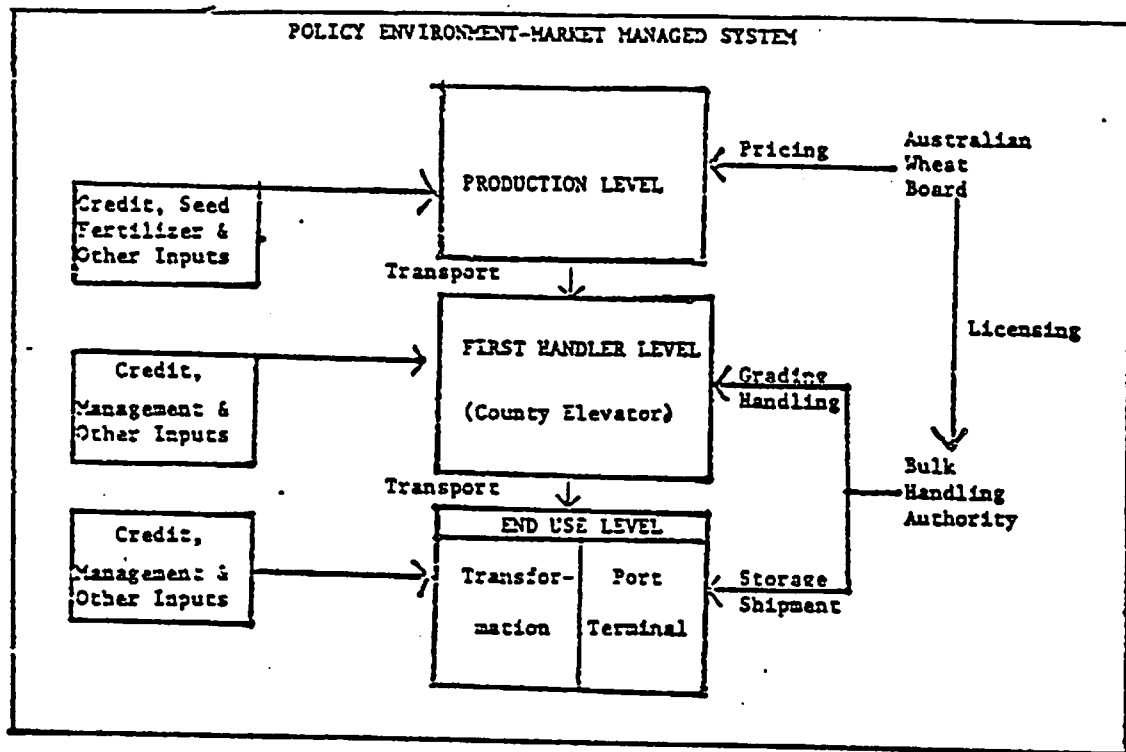 POLICY ENVIRONMENT-MARKET MANAGED SYSTEM
Credit, Seed
Fertilizer &
Other Inputs
PRODUCTION LEVEL
Pricing
Australian
Wheat
Board
Transport
Licensing
Credit,
Management &
Other Inputs
FIRST HANDLER LEVEL
(County Elevator)
Grading
Handling
Bulk
Handling
Authority
Transport
Credit,
Management &
Other Inputs
END USE LEVEL
Transfor-
mation
Port
Terminal
Storage
Shipment